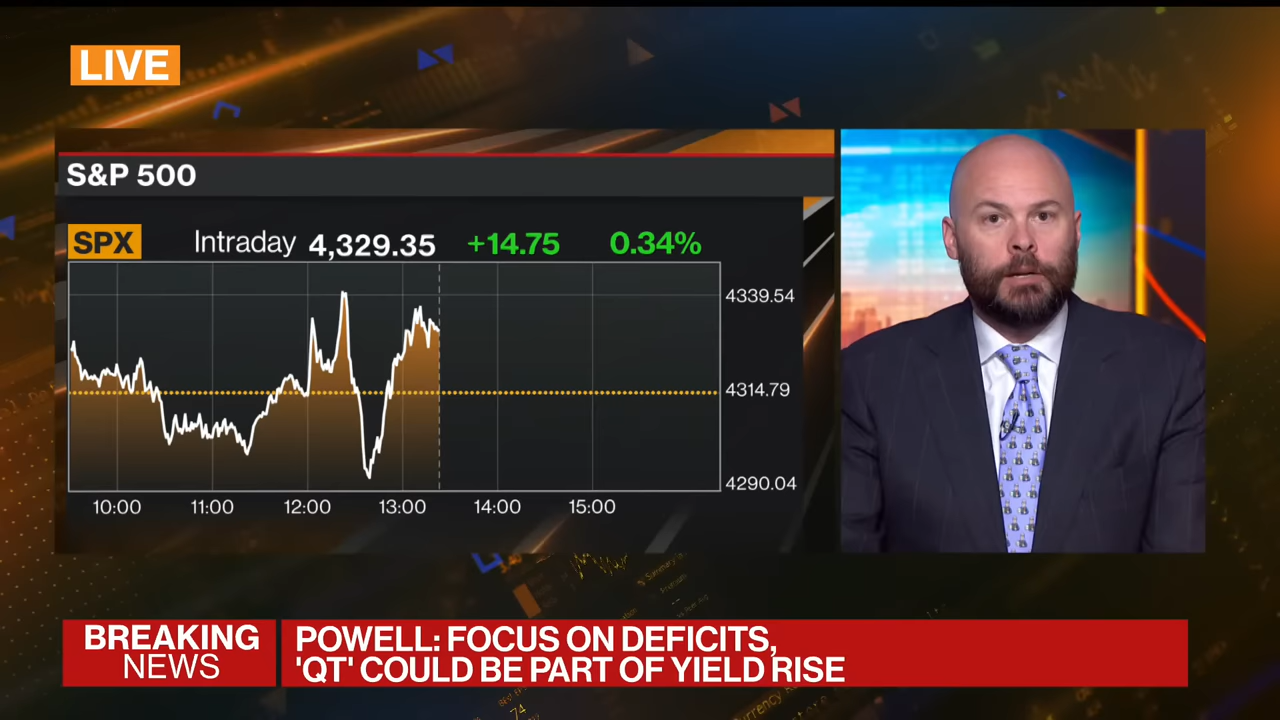 LIVE
S&P 500
SPX Intraday 4,329.35 +14.75 0.34%
4339.54
4314.79
4290.04
10:00 11:00 12:00 13:00 14:00 15:00
BREAKING
NEWS
POWELL: FOCUS ON DEFICITS,
'QT' COULD BE PART OF YIELD RISE
74